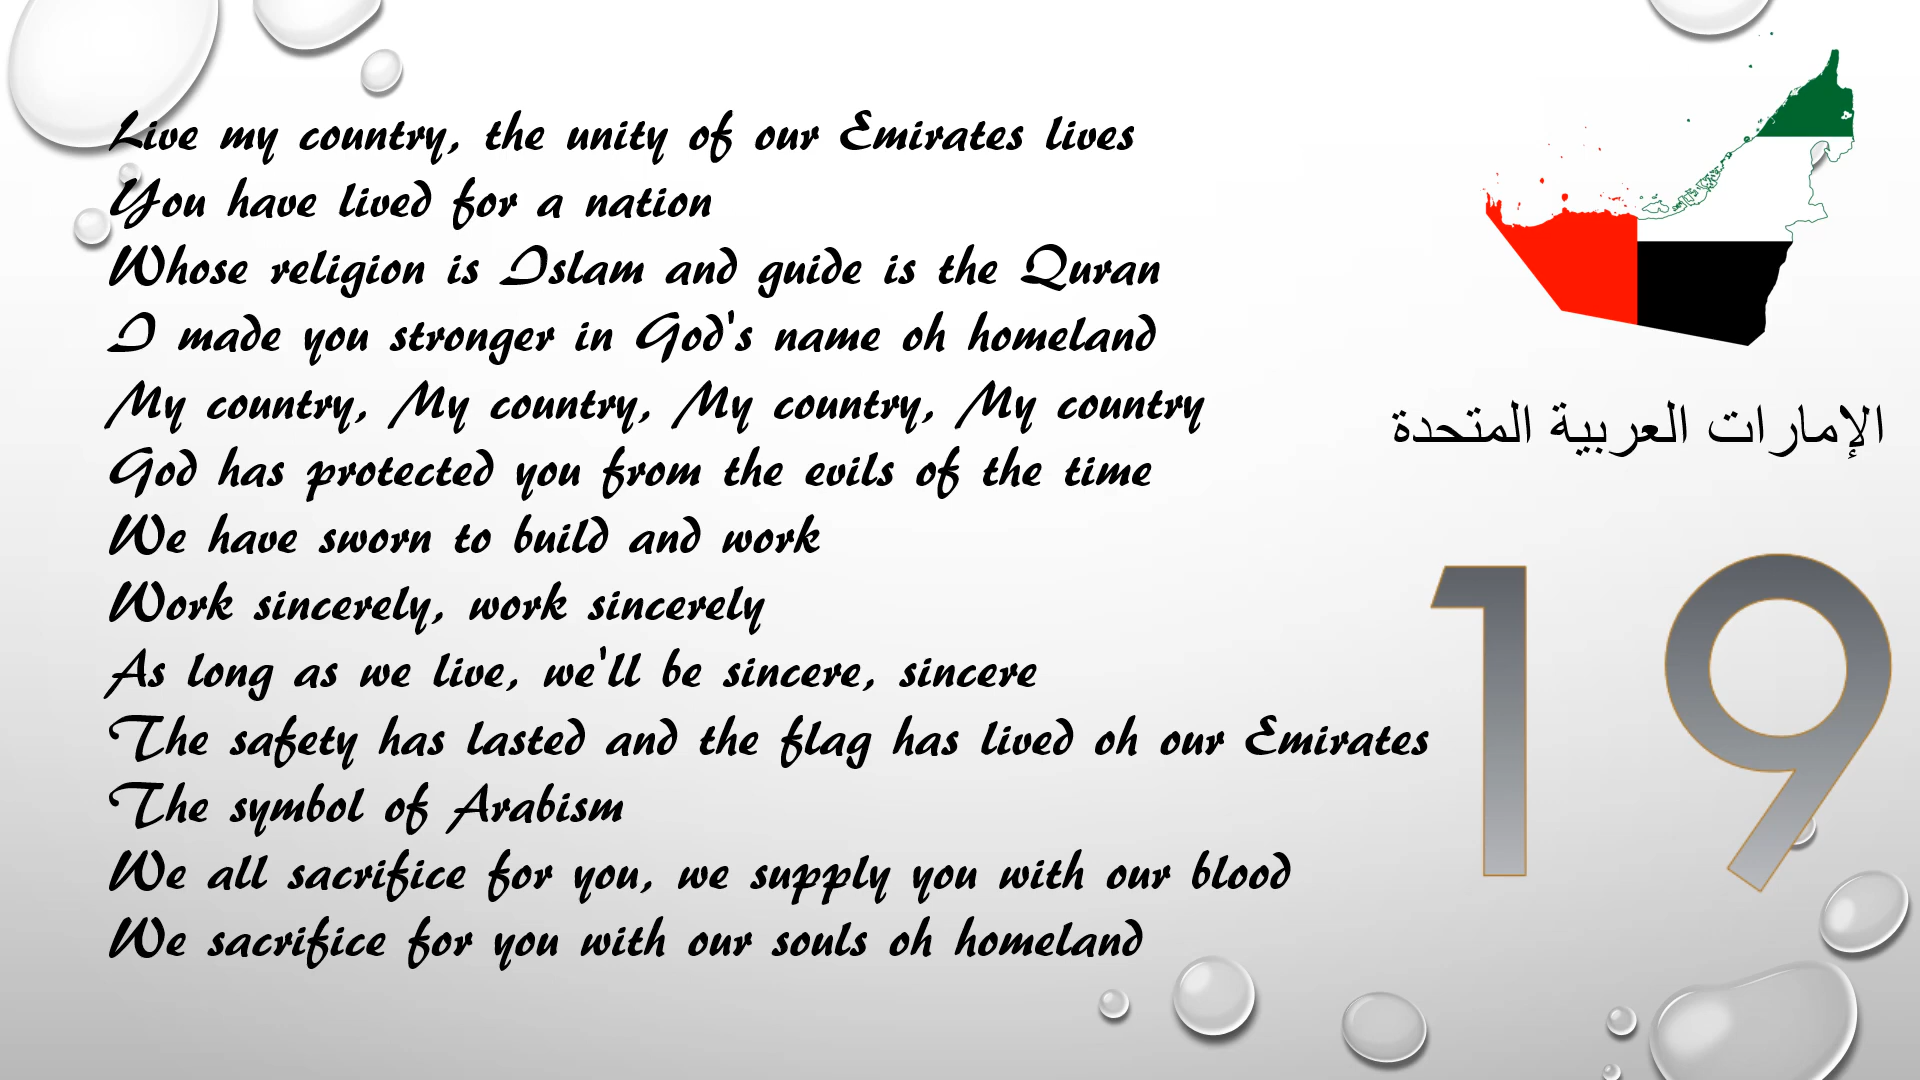 Live my country, the unity of our Emirates lives
You have lived for a nation
Whose religion is Islam and guide is the Quran
I made you stronger in God's name oh homeland
My country, My country, My country, My country
God has protected you from the evils of the time
We have sworn to build and work
Work sincerely, work sincerely
As long as we live, we'll be sincere, sincere
The safety has lasted and the flag has lived oh our Emirates
The symbol of Arabism
We all sacrifice for you, we supply you with our blood
We sacrifice for you with our souls oh homeland
الإمارات العربية المتحدة
19